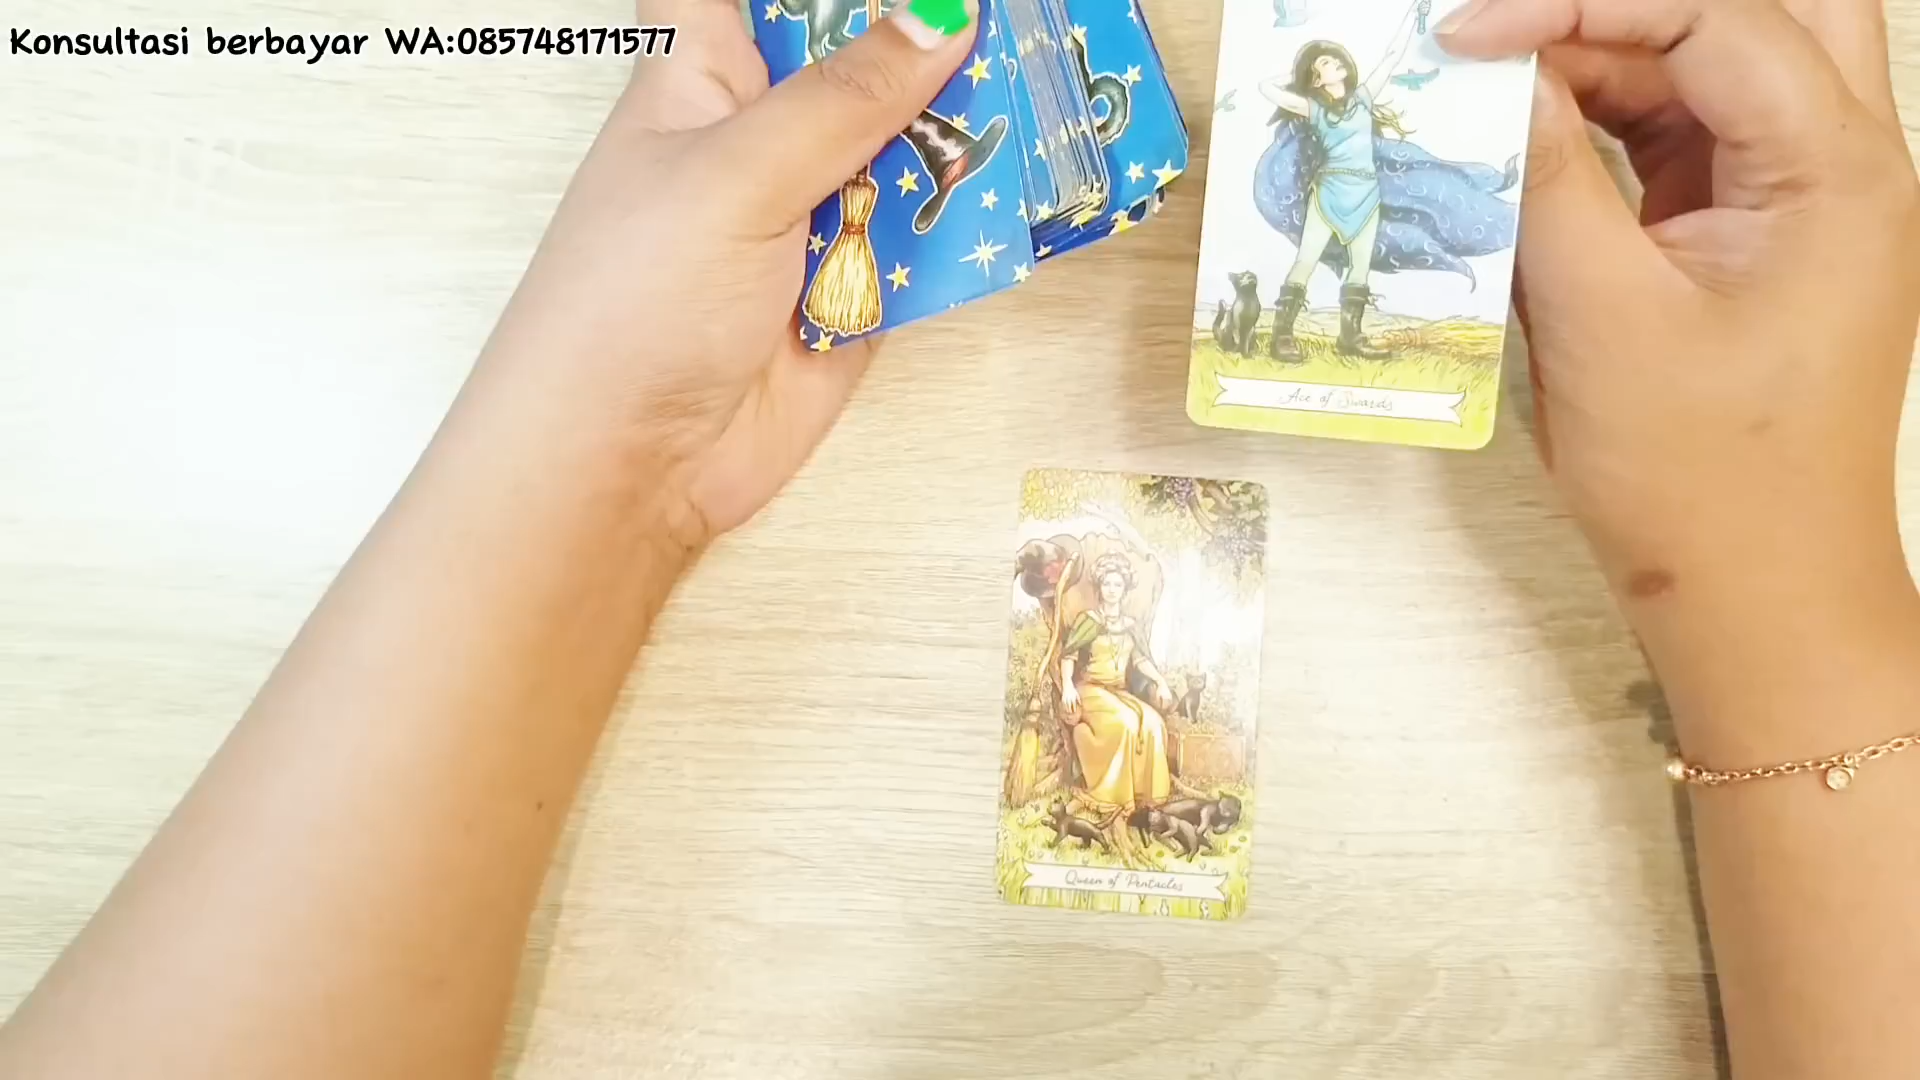 Konsultasi berbayar WA:085748171577
Ace of Swords
Queen of Pentacles